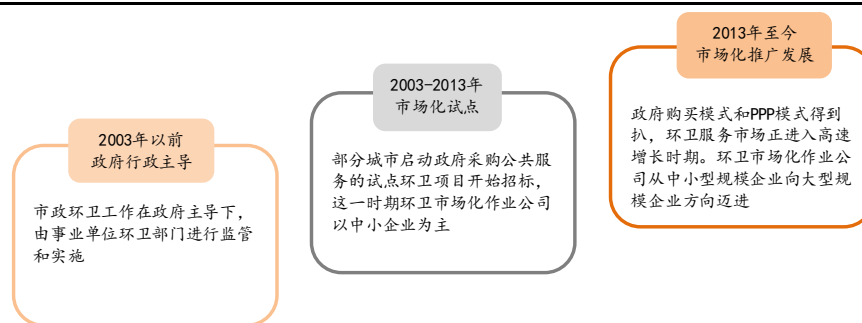 2003年以前
政府行政主导
市政环卫工作在政府主导下,
由事业单位环卫部门进行监管
和实施
2003-2013年
市场化试点
部分城市启动政府采购公共服
务的试点环卫项目开始招标,
这一时期环卫市场化作业公司
以中小企业为主
2013年至今
市场化推广发展
政府购买模式和PPP模式得到
扒, 环卫服务市场正进入高速
增长时期。环卫市场化作业公
司从中小型规模企业向大型规
模企业方向迈进